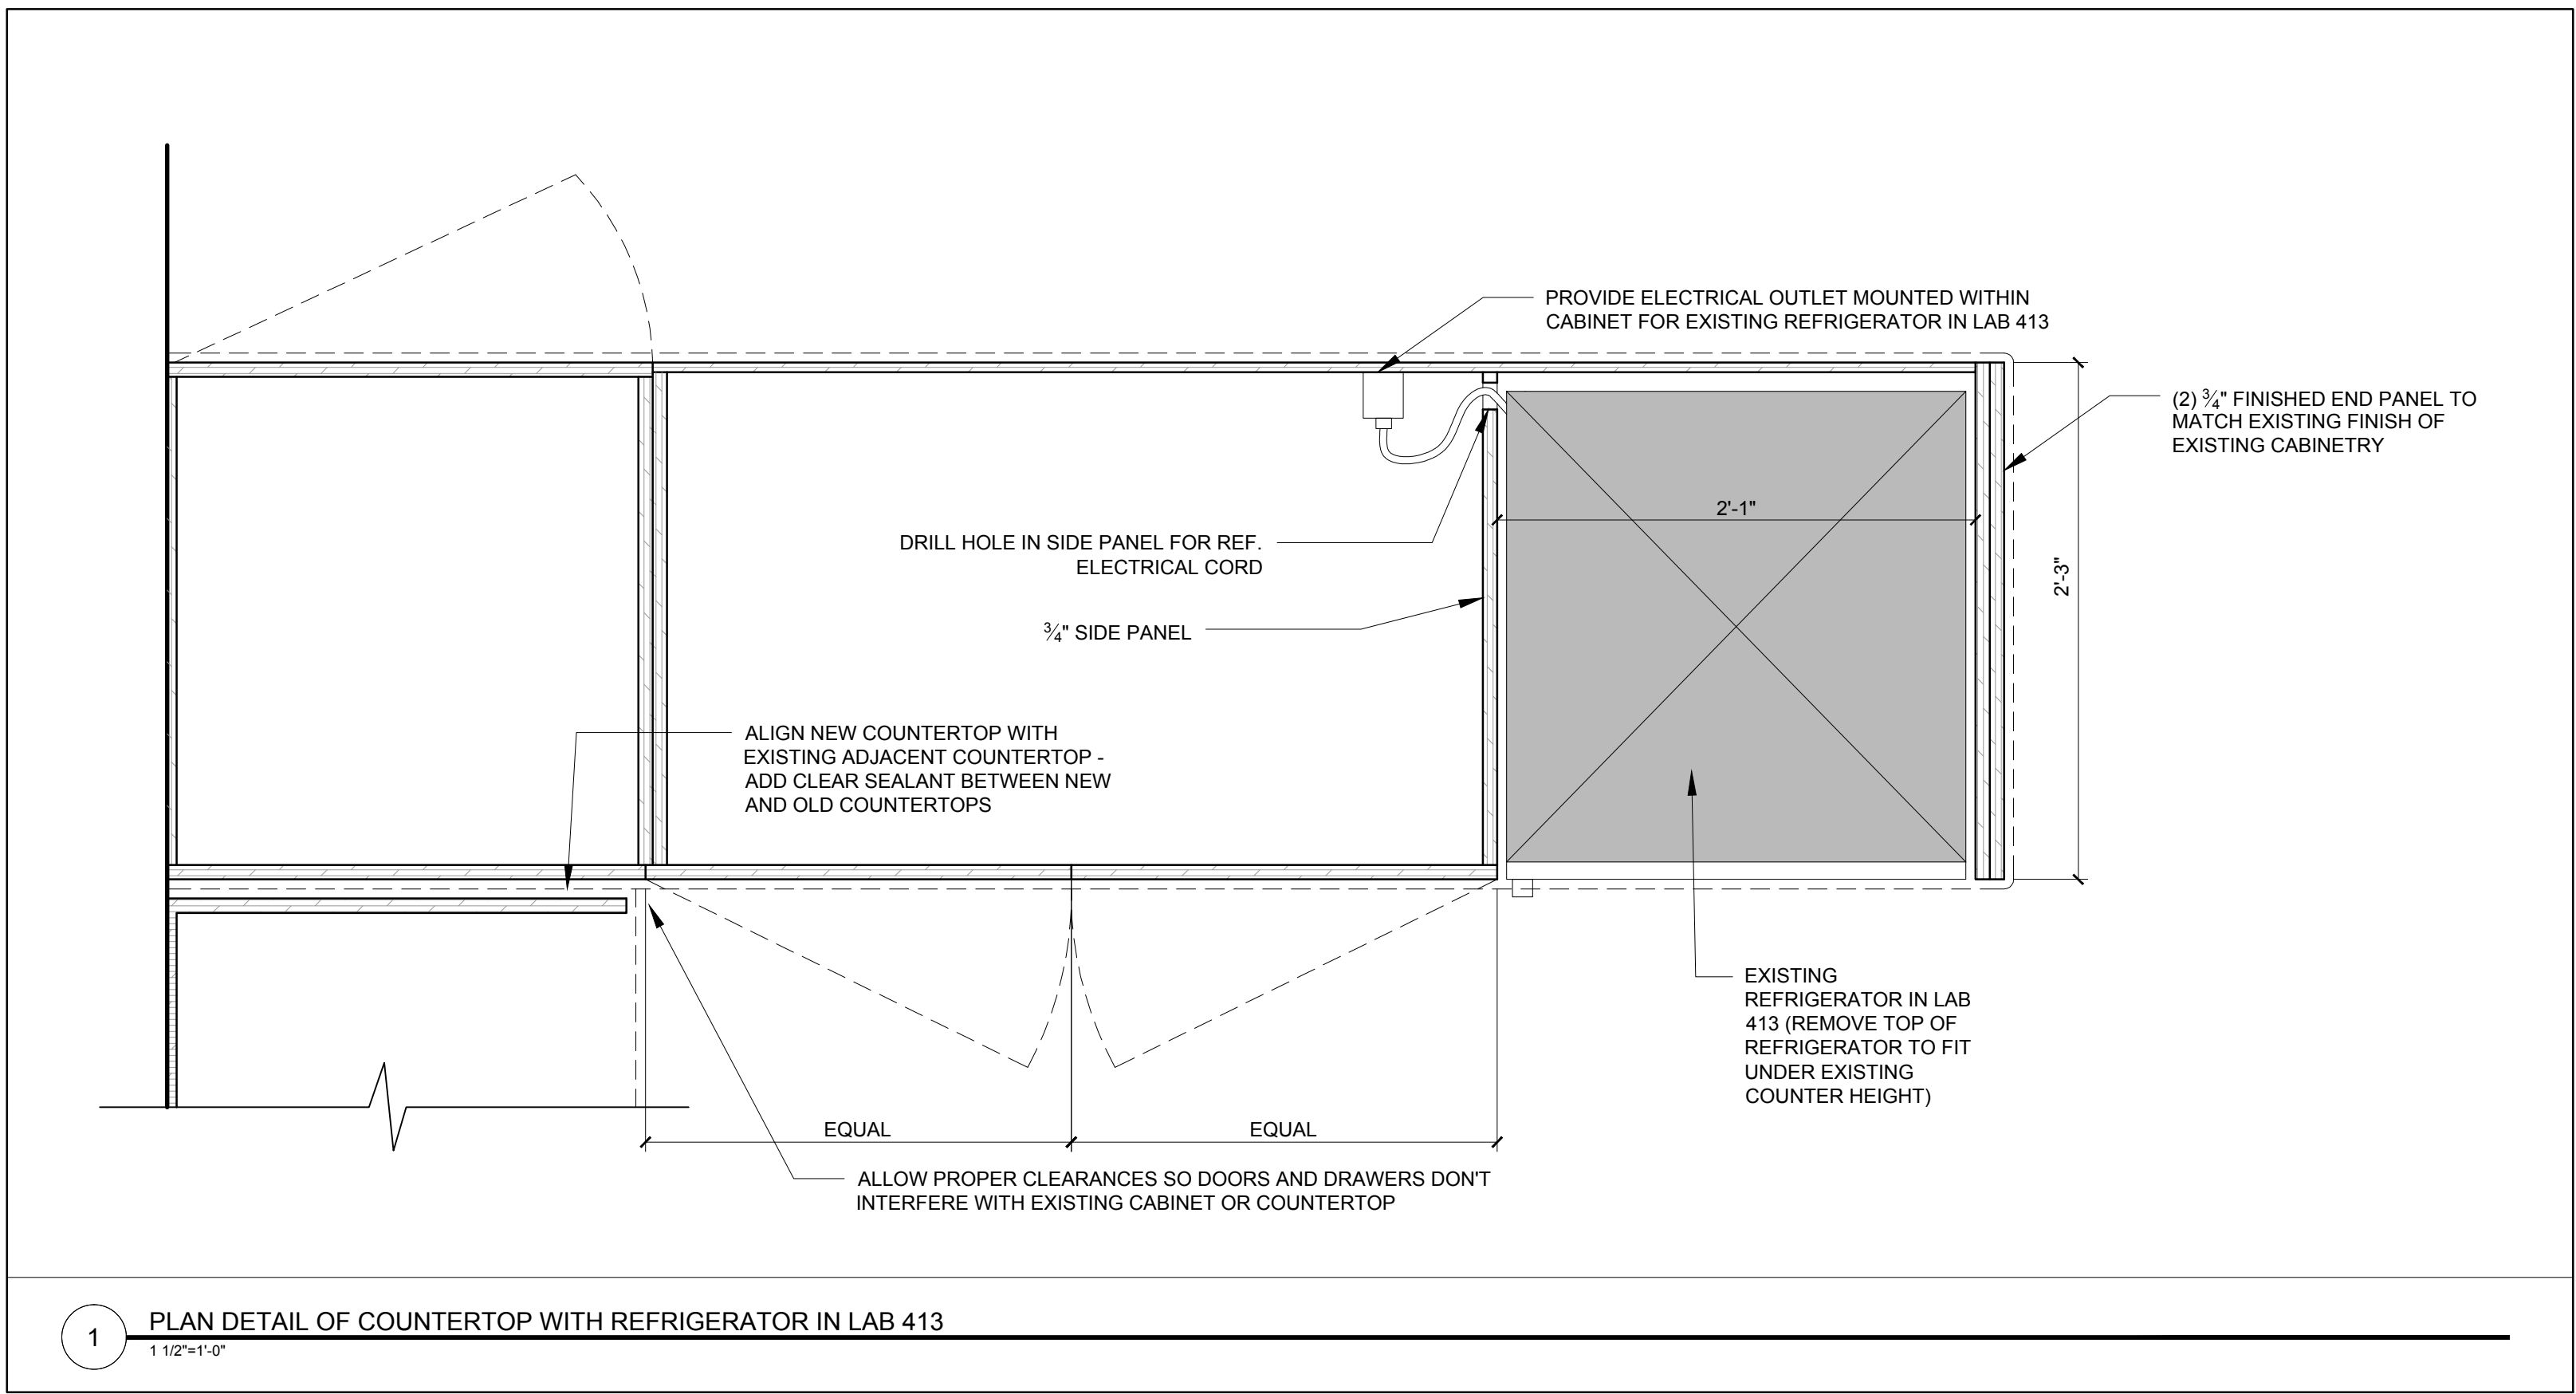 PROVIDE ELECTRICAL OUTLET MOUNTED WITHIN
CABINET FOR EXISTING REFRIGERATOR IN LAB 413
(2) 3/4" FINISHED END PANEL TO
MATCH EXISTING FINISH OF
EXISTING CABINETRY
2'-1"
2'-3"
DRILL HOLE IN SIDE PANEL FOR REF.
ELECTRICAL CORD
3/4" SIDE PANEL
ALIGN NEW COUNTERTOP WITH
EXISTING ADJACENT COUNTERTOP -
ADD CLEAR SEALANT BETWEEN NEW
AND OLD COUNTERTOPS
EXISTING
REFRIGERATOR IN LAB
413 (REMOVE TOP OF
REFRIGERATOR TO FIT
UNDER EXISTING
COUNTER HEIGHT)
EQUAL
EQUAL
ALLOW PROPER CLEARANCES SO DOORS AND DRAWERS DON'T
INTERFERE WITH EXISTING CABINET OR COUNTERTOP
1
PLAN DETAIL OF COUNTERTOP WITH REFRIGERATOR IN LAB 413
1 1/2"=1'-0"